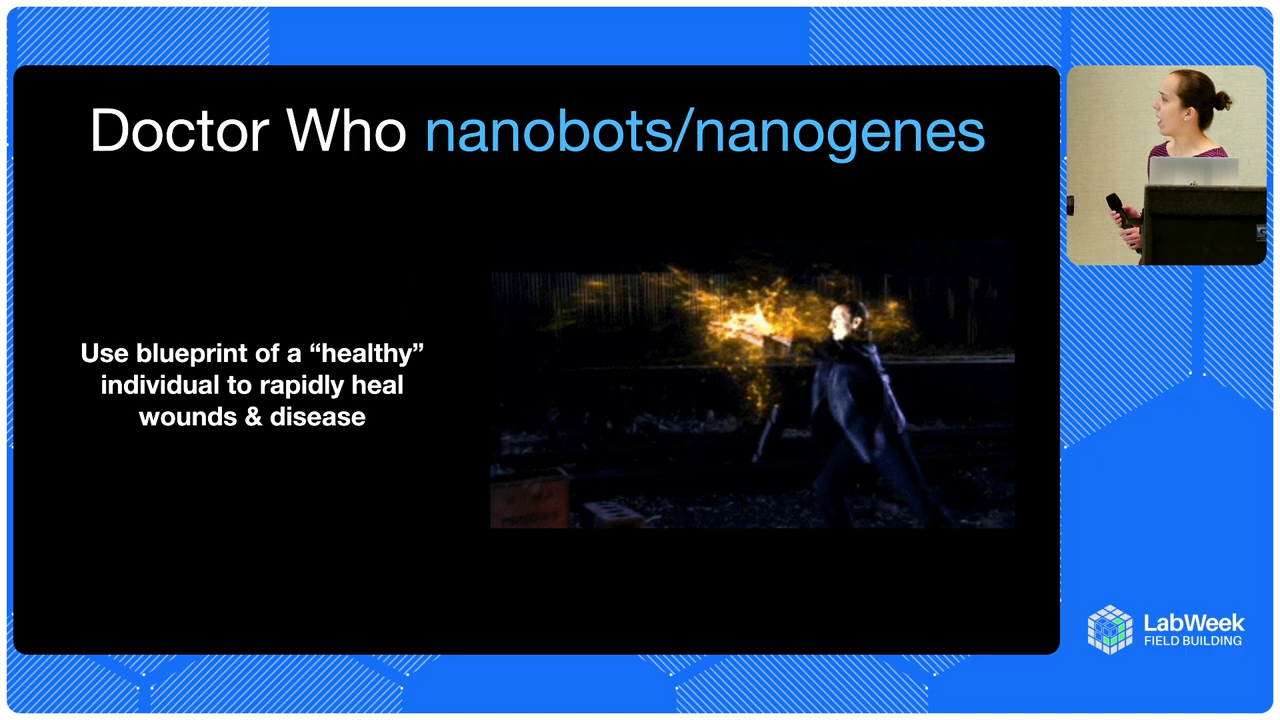 Doctor Who nanobots/nanogenes
Use blueprint of a “healthy”
individual to rapidly heal
wounds & disease
LabWeek
FIELD BUILDING